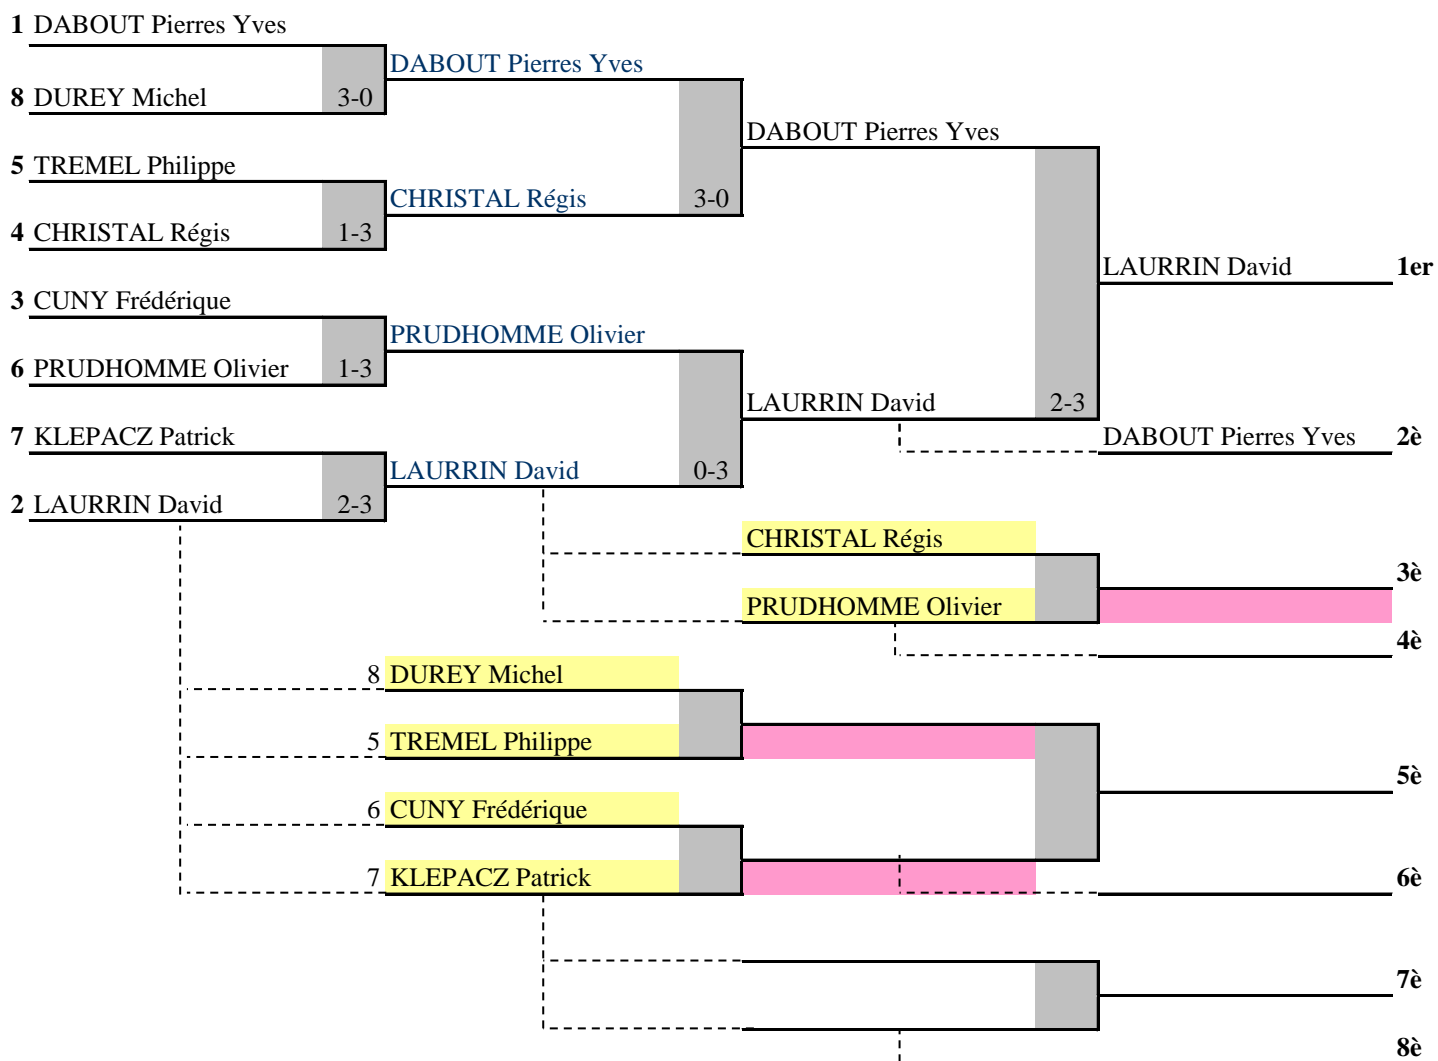 1 DABOUT Pierres Yves
DABOUT Pierres Yves
8 DUREY Michel 3-0
DABOUT Pierres Yves
5 TREMEL Philippe
CHRISTAL Régis 3-0
4 CHRISTAL Régis 1-3
LAURRIN David 1er
3 CUNY Frédérique
PRUDHOMME Olivier
6 PRUDHOMME Olivier 1-3
LAURRIN David 2-3
7 KLEPACZ Patrick
DABOUT Pierres Yves 2è
LAURRIN David 0-3
2 LAURRIN David 2-3
CHRISTAL Régis
3è
PRUDHOMME Olivier
4è
8 DUREY Michel
5 TREMEL Philippe
5è
6 CUNY Frédérique
7 KLEPACZ Patrick 6è
7è
8è